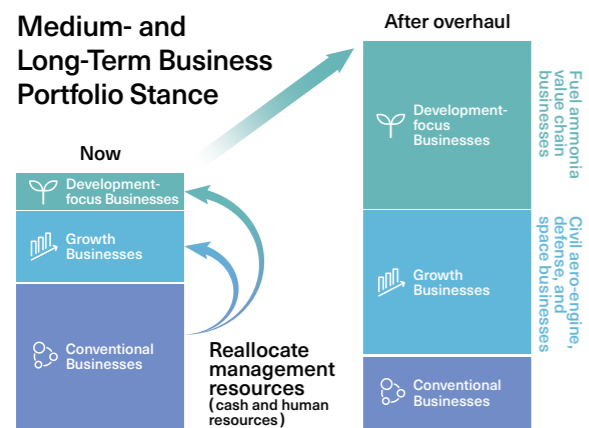 Medium- and
Long-Term Business
Portfolio Stance
Now
Development-
focus Businesses
Growth
Businesses
Conventional
Businesses
Reallocate
management
resources
(cash and human
resources)
After overhaul
Development-
focus
Businesses
Growth
Businesses
Conventional
Businesses
Fuel ammonia
value chain
businesses
Civil aero-engine,
defense, and
space businesses